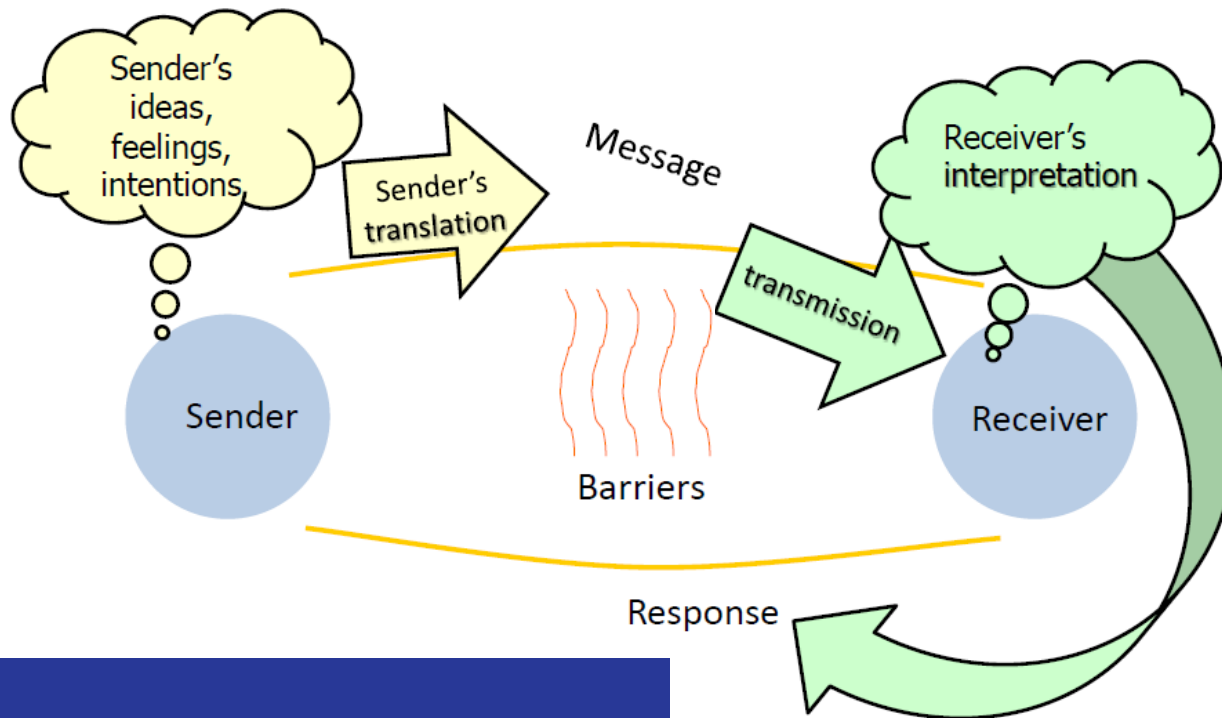 Sender's
ideas,
feelings,
intentions
Sender's
translation
Message
transmission
Receiver's
interpretation
Sender
Barriers
Receiver
Response